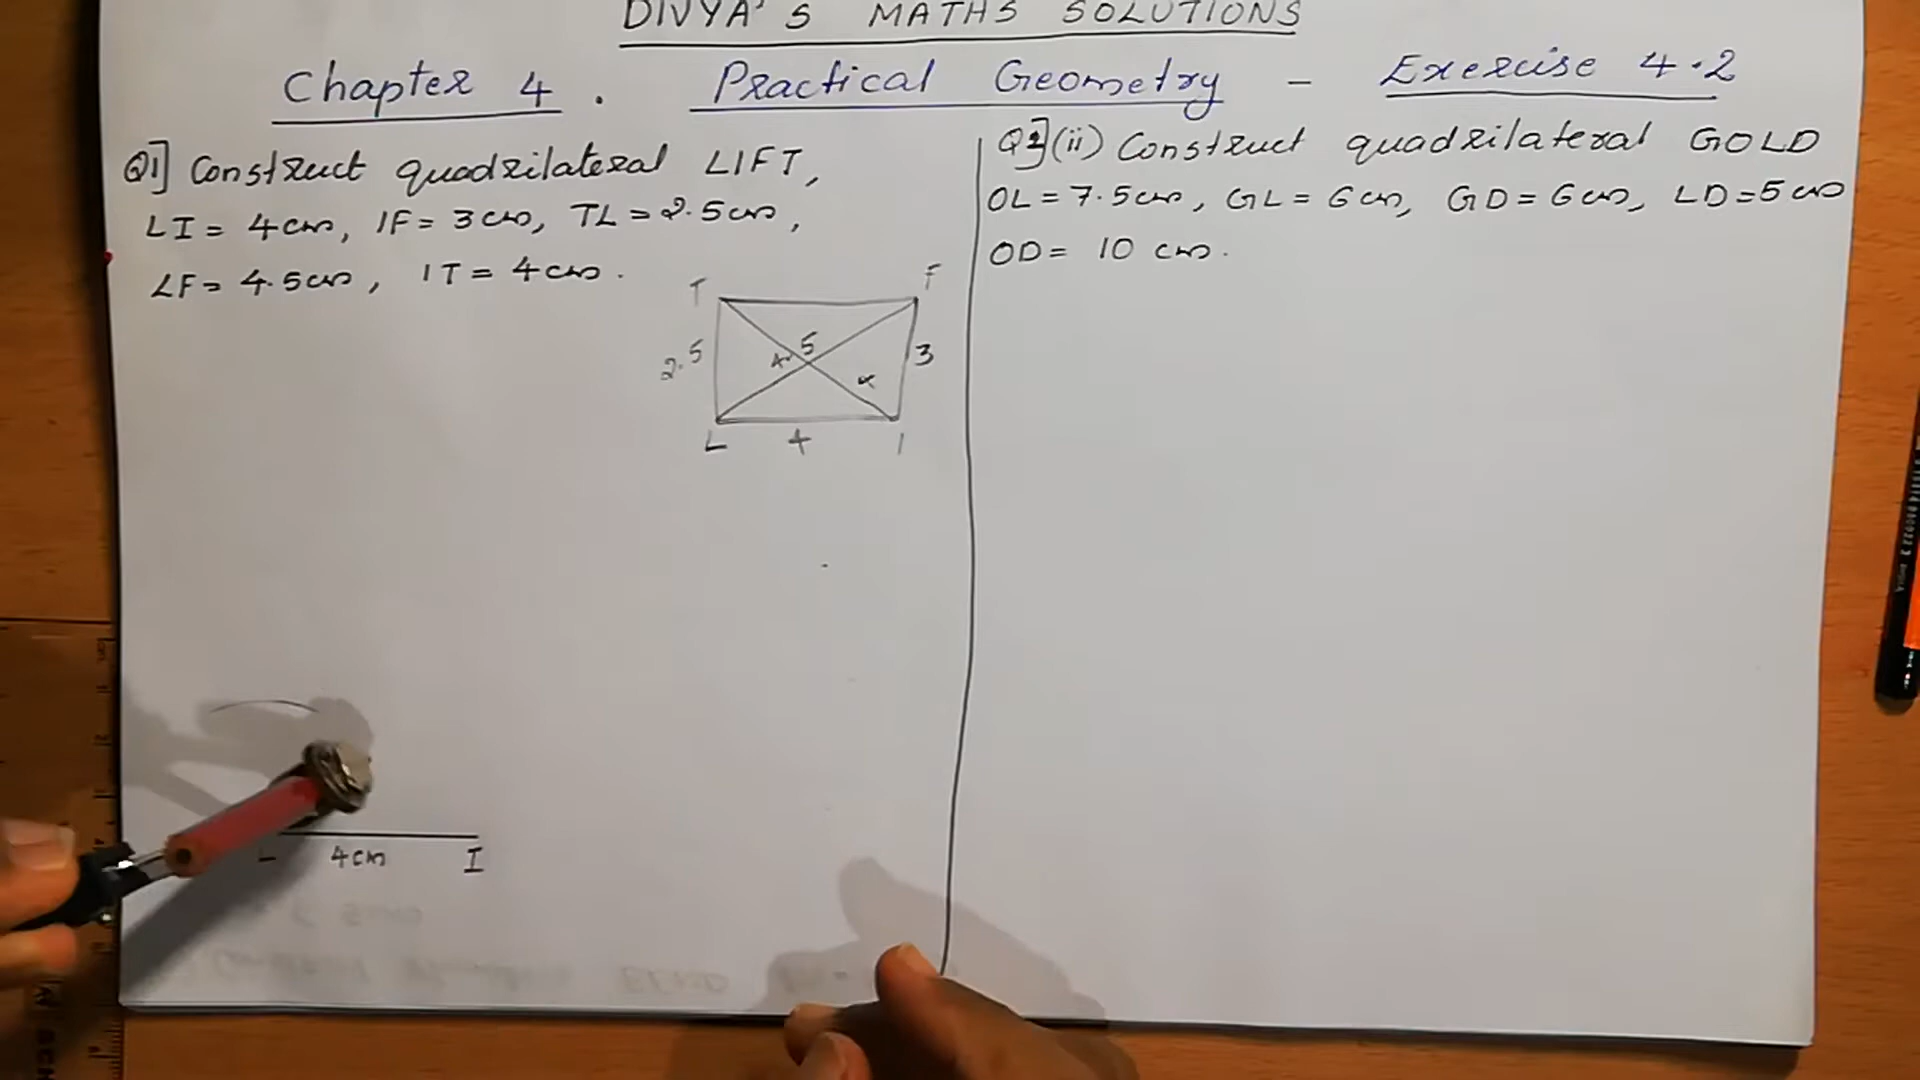 DIVYA'S MATHS SOLUTIONS
Chapter 4. Practical Geometry - Exercise 4.2
Q1] Construct quadrilateral LIFT,
LI = 4cm, IF = 3cm, TL = 2.5cm,
LF = 4.5cm, IT = 4cm.
T F
2.5 4.5 4 3
L 4 I
L 4cm I
Q2](ii) Construct quadrilateral GOLD
OL = 7.5cm, GL = 6cm, GD = 6cm, LD = 5cm
OD = 10 cm.